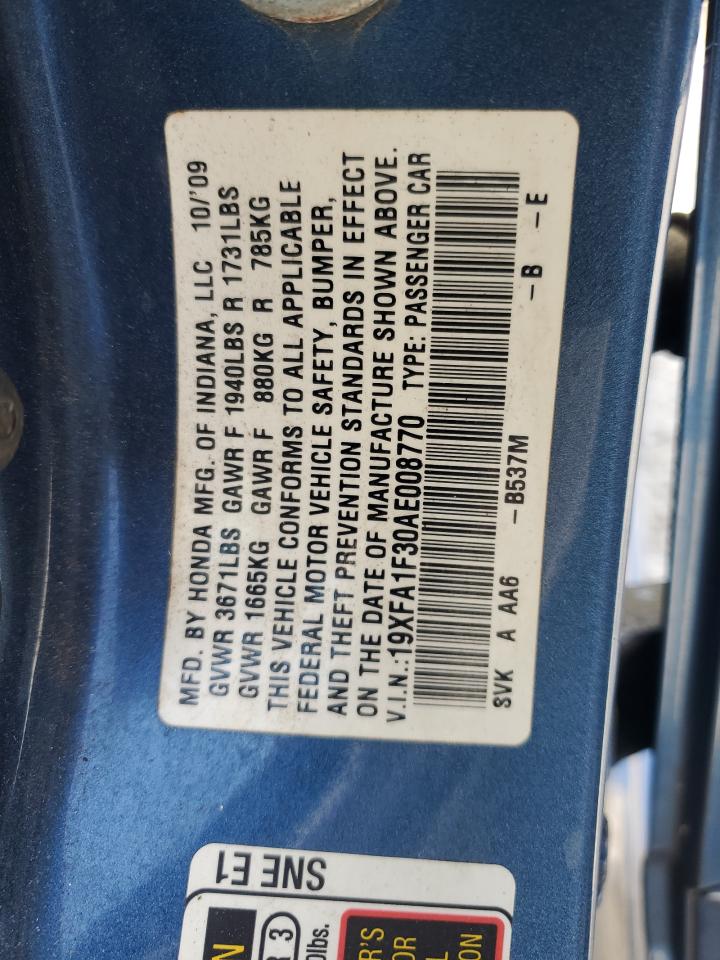 MFD. BY HONDA MFG. OF INDIANA, LLC 10/'09
GVWR 3671LBS GAWR F 1940LBS R 1731LBS
GVWR 1665KG GAWR F 880KG R 785KG
THIS VEHICLE CONFORMS TO ALL APPLICABLE
FEDERAL MOTOR VEHICLE SAFETY, BUMPER,
AND THEFT PREVENTION STANDARDS IN EFFECT
ON THE DATE OF MANUFACTURE SHOWN ABOVE.
V.I.N.:19XFA1F30AE008770 TYPE: PASSENGER CAR
SVK A AA6 -B537M -B -E
SNE E1